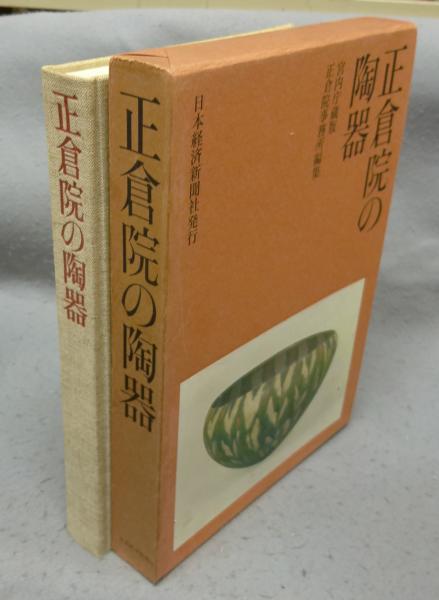 正倉院の
陶器
宮内庁蔵版
正倉院事務所編集
日本経済新聞社発行
正倉院の陶器
正倉院の陶器